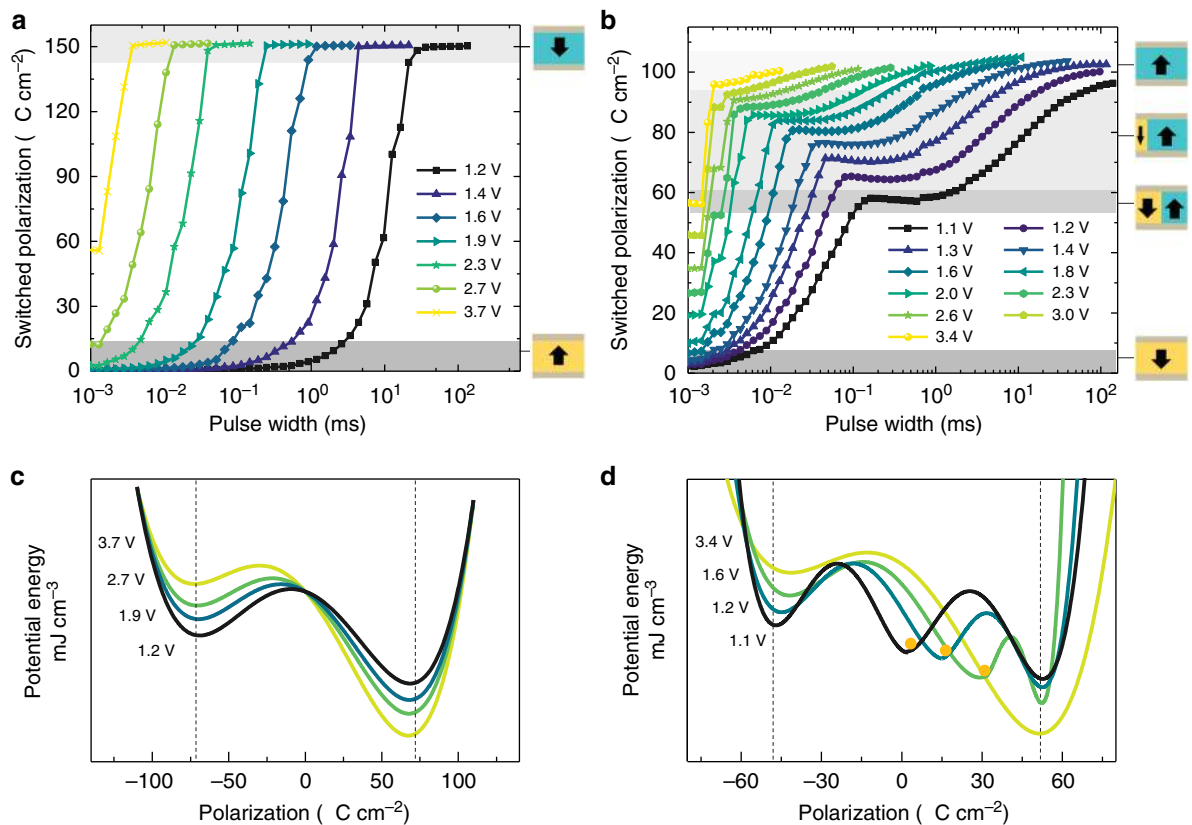 a
Switched polarization ( C cm⁻²)
150
120
90
60
30
0
10⁻³ 10⁻² 10⁻¹ 10⁰ 10¹ 10²
Pulse width (ms)
1.2 V
1.4 V
1.6 V
1.9 V
2.3 V
2.7 V
3.7 V
b
Switched polarization ( C cm⁻²)
100
80
60
40
20
0
10⁻³ 10⁻² 10⁻¹ 10⁰ 10¹ 10²
Pulse width (ms)
1.1 V 1.2 V
1.3 V 1.4 V
1.6 V 1.8 V
2.0 V 2.3 V
2.6 V 3.0 V
3.4 V
c
Potential energy
mJ cm⁻³
3.7 V
2.7 V
1.9 V
1.2 V
−100 −50 0 50 100
Polarization ( C cm⁻²)
d
Potential energy
mJ cm⁻³
3.4 V
1.6 V
1.2 V
1.1 V
−60 −30 0 30 60
Polarization ( C cm⁻²)